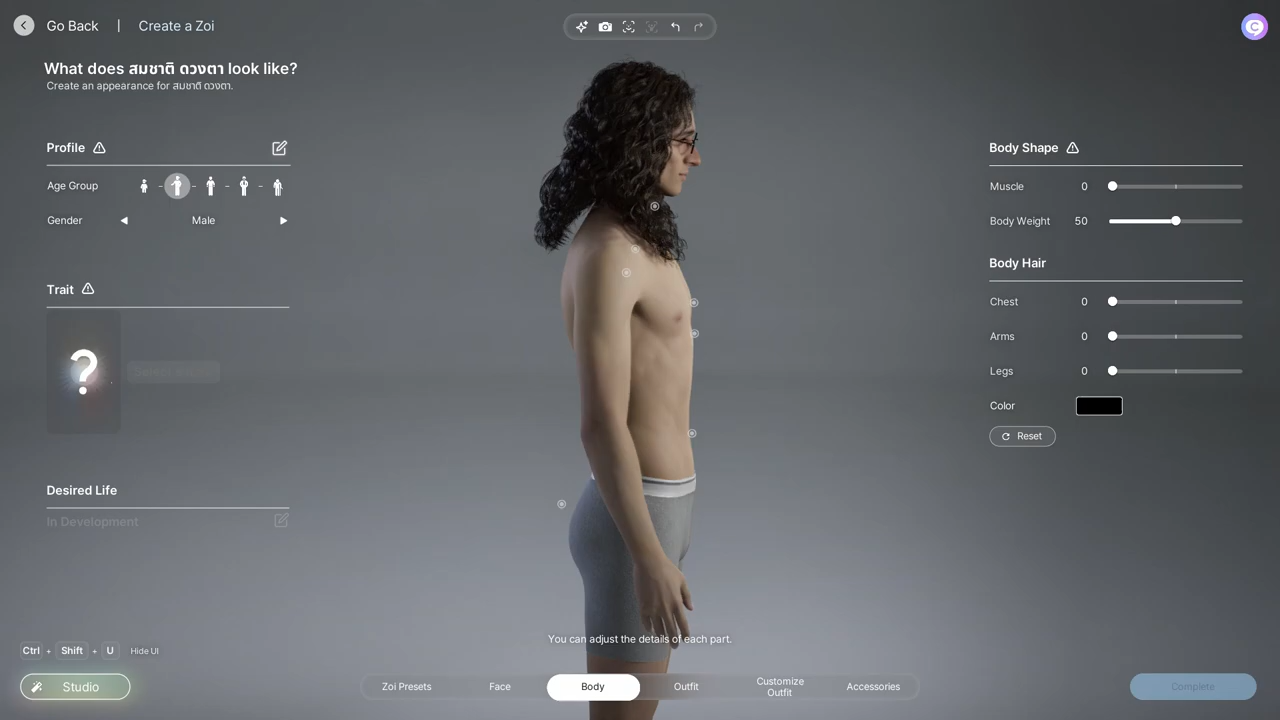 Go Back | Create a Zoi
What does สมชาติ ดวงตา look like?
Create an appearance for สมชาติ ดวงตา.
Profile
Age Group
Gender Male
Trait
?
Desired Life
In Development
Ctrl + Shift + U Hide UI
Studio
You can adjust the details of each part.
Zoi Presets Face Body Outfit Customize Outfit Accessories
Body Shape
Muscle 0
Body Weight 50
Body Hair
Chest 0
Arms 0
Legs 0
Color
Reset
Complete